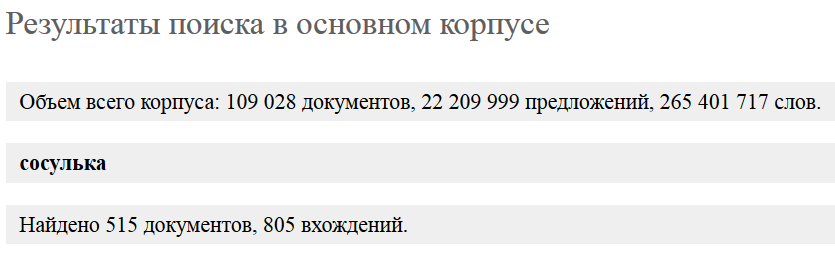 Результаты поиска в основном корпусе
Объем всего корпуса: 109 028 документов, 22 209 999 предложений, 265 401 717 слов.
сосулька
Найдено 515 документов, 805 вхождений.